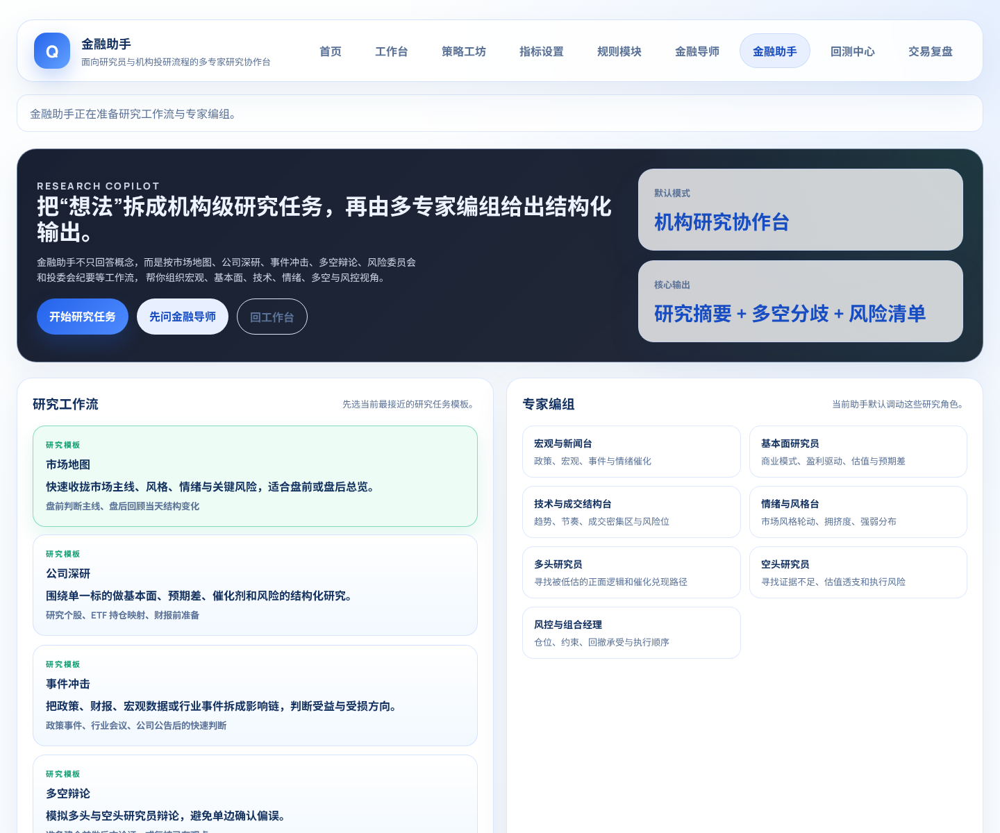 Q
金融助手
面向研究员与机构投研流程的多专家研究协作台
首页
工作台
策略工坊
指标设置
规则模块
金融导师
金融助手
回测中心
交易复盘
金融助手正在准备研究工作流与专家编组。
RESEARCH COPILOT
把“想法”拆成机构级研究任务，再由多专家编组给出结构化
输出。
金融助手不只回答概念，而是按市场地图、公司深研、事件冲击、多空辩论、风险委员会
和投委会纪要等工作流， 帮你组织宏观、基本面、技术、情绪、多空与风控视角。
开始研究任务
先问金融导师
回工作台
默认模式
机构研究协作台
核心输出
研究摘要 + 多空分歧 + 风险清单
研究工作流
先选当前最接近的研究任务模板。
研究模板
市场地图
快速收拢市场主线、风格、情绪与关键风险，适合盘前或盘后总览。
盘前判断主线、盘后回顾当天结构变化
研究模板
公司深研
围绕单一标的做基本面、预期差、催化剂和风险的结构化研究。
研究个股、ETF 持仓映射、财报前准备
研究模板
事件冲击
把政策、财报、宏观数据或行业事件拆成影响链，判断受益与受损方向。
政策事件、行业会议、公司公告后的快速判断
研究模板
多空辩论
模拟多头与空头研究员辩论，避免单边确认偏误。
专家编组
当前助手默认调动这些研究角色。
宏观与新闻台
政策、宏观、事件与情绪催化
基本面研究员
商业模式、盈利驱动、估值与预期差
技术与成交结构台
趋势、节奏、成交密集区与风险位
情绪与风格台
市场风格轮动、拥挤度、强弱分布
多头研究员
寻找被低估的正面逻辑和催化兑现路径
空头研究员
寻找证据不足、估值透支和执行风险
风控与组合经理
仓位、约束、回撤承受与执行顺序